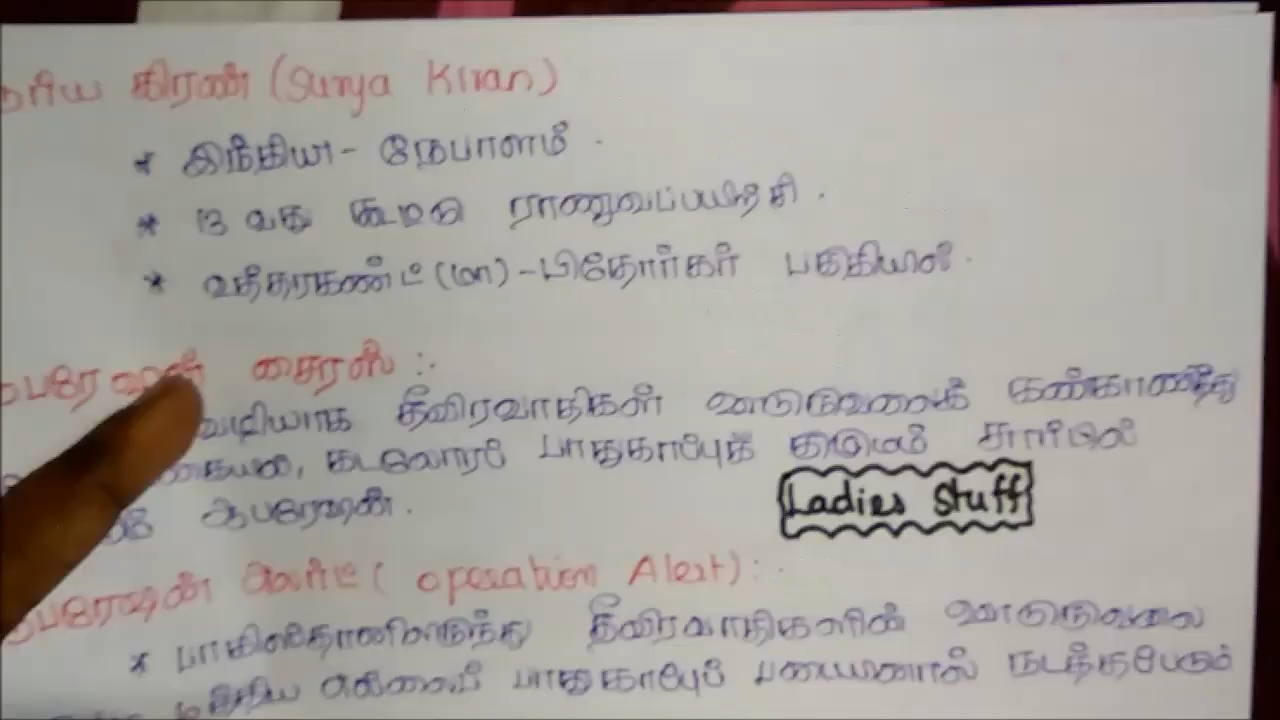 சூரிய கிரண் (Surya Kiran)
* இந்தியா - நேபாளம் .
* 13 வது கூட்டு ராணுவப்பயிற்சி .
* உத்தரகண்ட் (மா) - பிதோர்கர் பகுதியில் .
ஆபரேஷன் சைரஸ் :-
வழியாக தீவிரவாதிகள் ஊடுருவலைக் கண்காணித்து
வகையில், கடலோரப் பாதுகாப்புக் குழுமம் சார்பில்
ஆபரேஷன் .
Ladies Stuff
ஆபரேஷன் அலர்ட் ( Operation Alert) :-
* பாகிஸ்தானிலிருந்து தீவிரவாதிகளின் ஊடுருவலை
இந்திய எல்லைப் பாதுகாப்புப் படையினால் நடத்தபெறும்